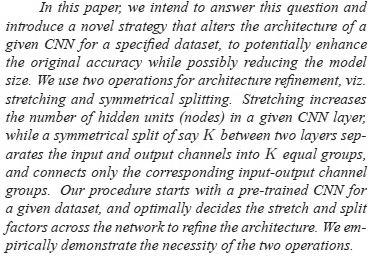 In this paper, we intend to answer this question and
introduce a novel strategy that alters the architecture of a
given CNN for a specified dataset, to potentially enhance
the original accuracy while possibly reducing the model
size. We use two operations for architecture refinement, viz.
stretching and symmetrical splitting. Stretching increases
the number of hidden units (nodes) in a given CNN layer,
while a symmetrical split of say K between two layers sep-
arates the input and output channels into K equal groups,
and connects only the corresponding input-output channel
groups. Our procedure starts with a pre-trained CNN for
a given dataset, and optimally decides the stretch and split
factors across the network to refine the architecture. We em-
pirically demonstrate the necessity of the two operations.